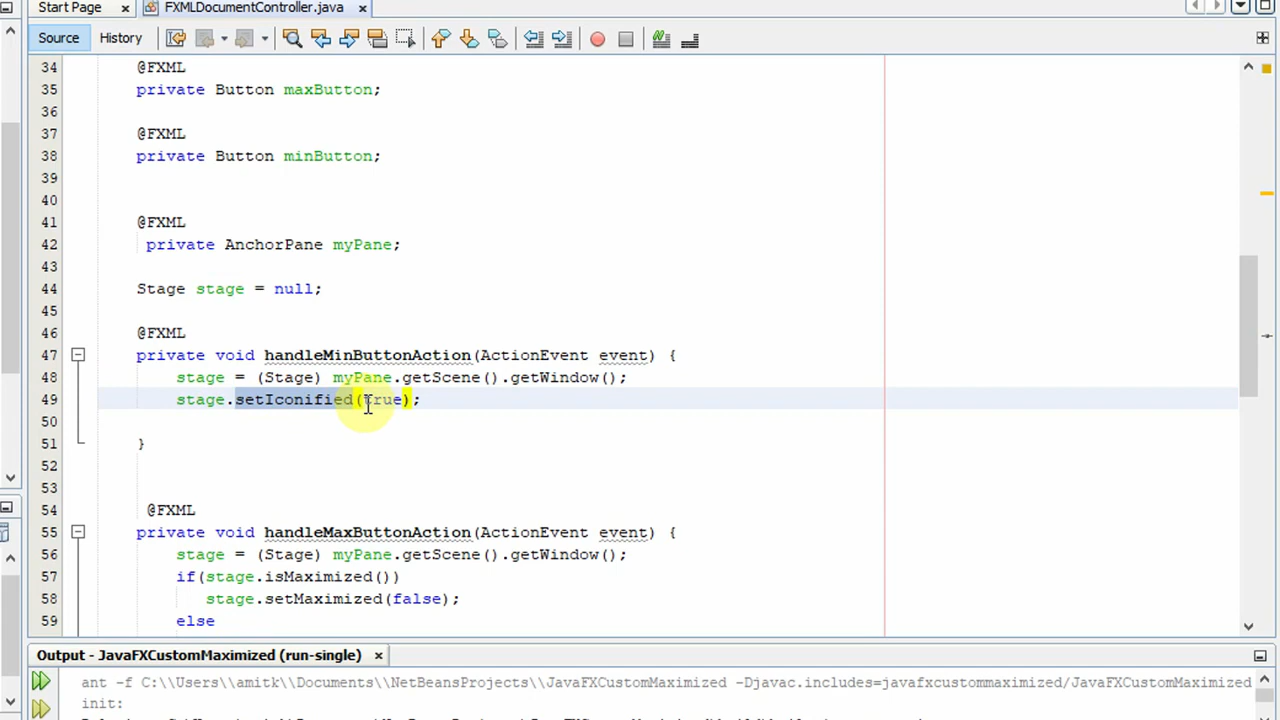 Start Page × FXMLDocumentController.java ×
Source History
34 @FXML
35 private Button maxButton;
36
37 @FXML
38 private Button minButton;
39
40
41 @FXML
42 private AnchorPane myPane;
43
44 Stage stage = null;
45
46 @FXML
47 private void handleMinButtonAction(ActionEvent event) {
48 stage = (Stage) myPane.getScene().getWindow();
49 stage.setIconified(true);
50
51 }
52
53
54 @FXML
55 private void handleMaxButtonAction(ActionEvent event) {
56 stage = (Stage) myPane.getScene().getWindow();
57 if(stage.isMaximized())
58 stage.setMaximized(false);
59 else
Output - JavaFXCustomMaximized (run-single) ×
ant -f C:\\Users\\amitk\\Documents\\NetBeansProjects\\JavaFXCustomMaximized -Djavac.includes=javafxcustommaximized/JavaFXCustomMaximized
init: